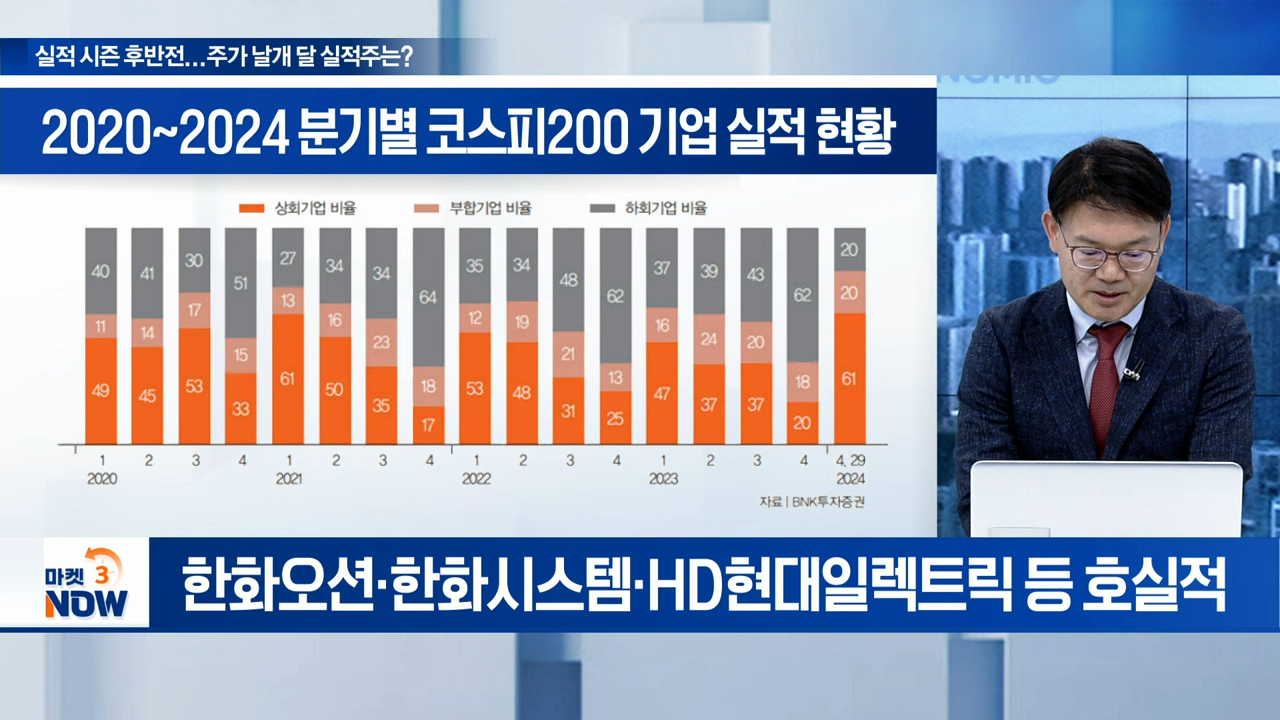 실적 시즌 후반전...주가 날개 달 실적주는?
NOMIC
2020~2024 분기별 코스피200 기업 실적 현황
상회기업 비율 부합기업 비율 하회기업 비율
40 41 30 51 27 34 34 64 35 34 48 62 37 39 43 62 20
11 14 17 15 13 16 23 18 12 19 21 13 16 24 20 18 20
49 45 53 33 61 50 35 17 53 48 31 25 47 37 37 20 61
1 2 3 4 1 2 3 4 1 2 3 4 1 2 3 4 4, 29
2020 2021 2022 2023 2024
자료 | BNK투자증권
마켓 3
NOW
한화오션·한화시스템·HD현대일렉트릭 등 호실적